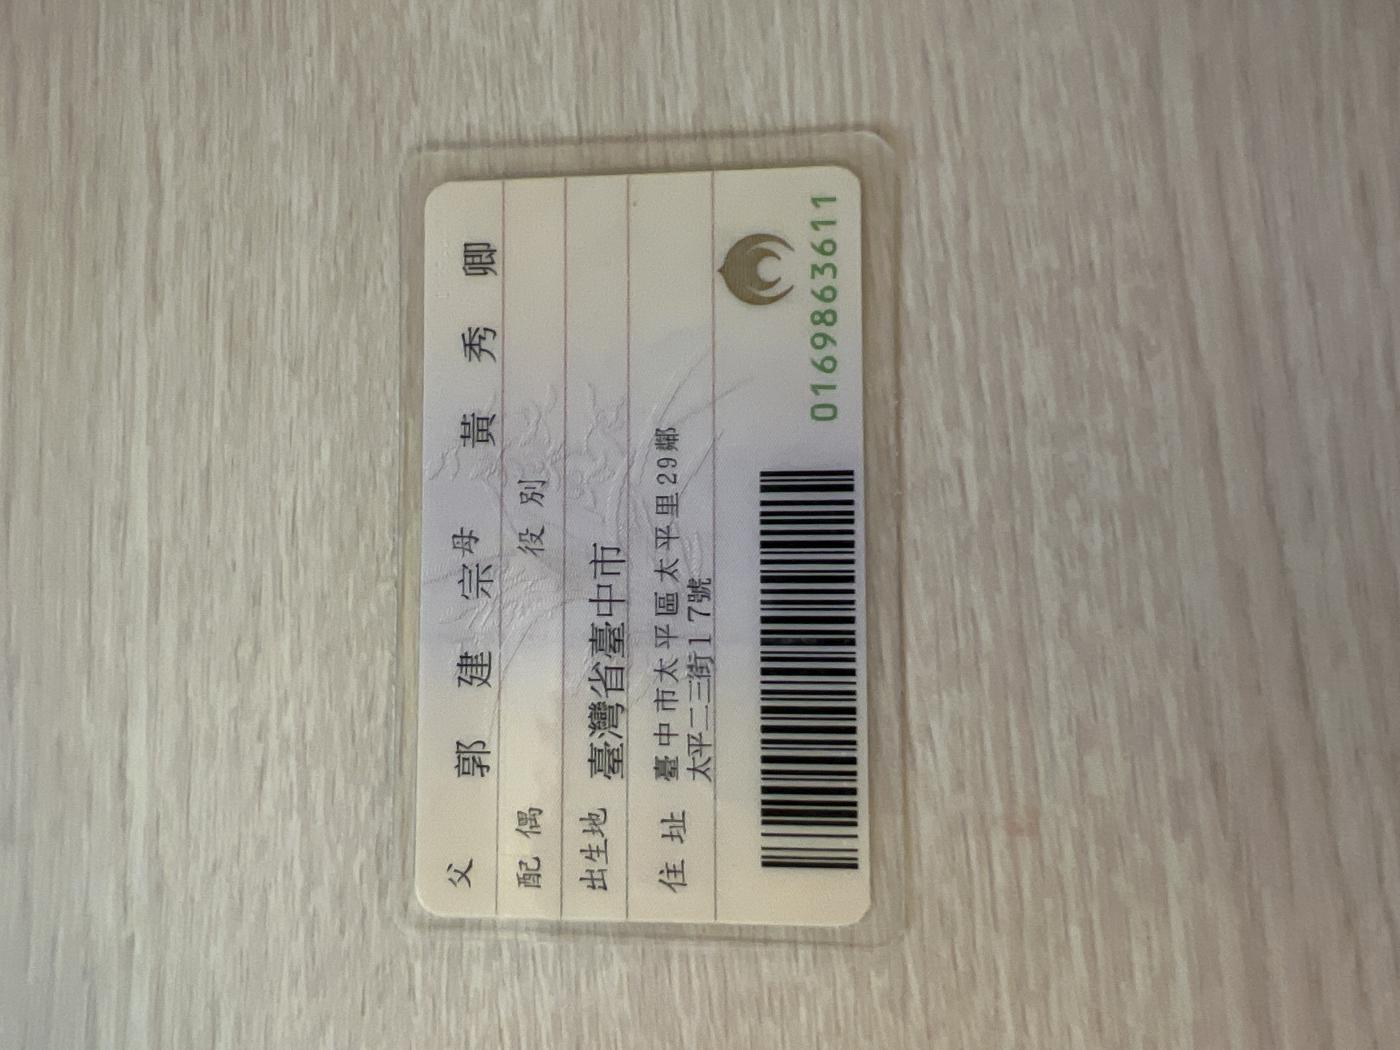 父 郭建宗 母 黃秀卿
配偶 役別
出生地 臺灣省臺中市
住址 臺中市太平區太平里29鄰
太平二三街17號
0169863611